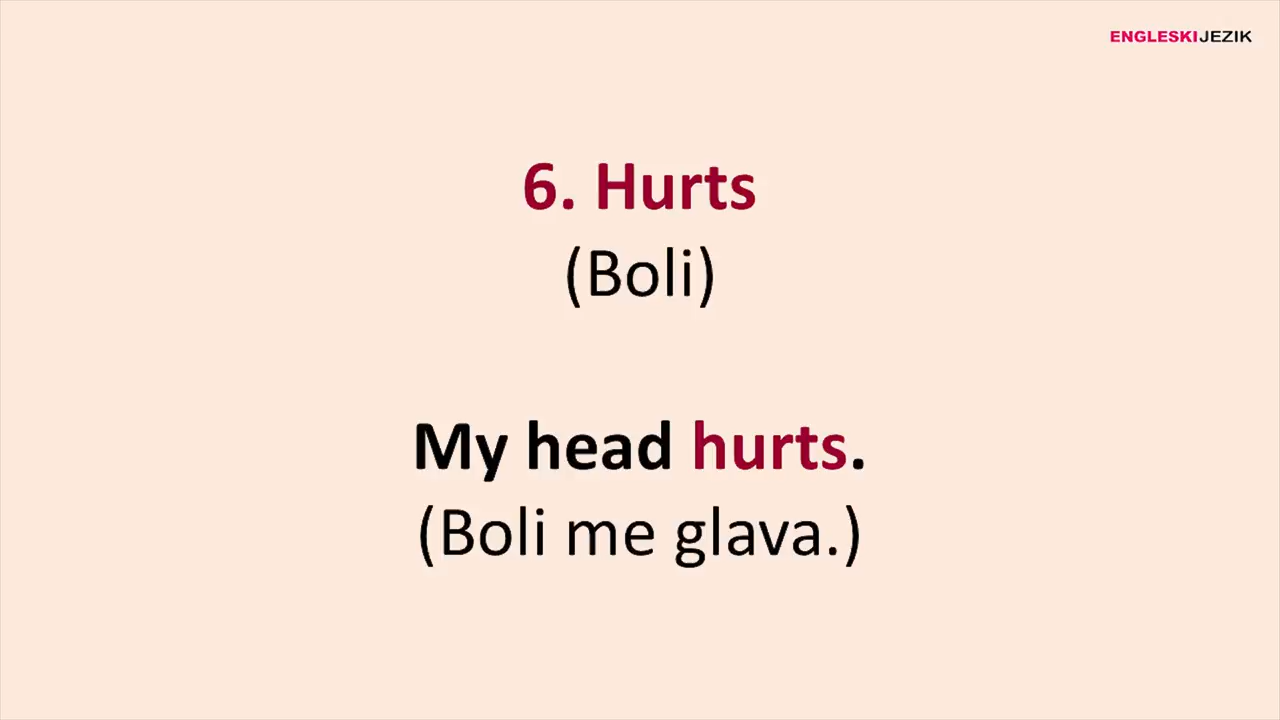 ENGLESKIJEZIK
6. Hurts
(Boli)
My head hurts.
(Boli me glava.)